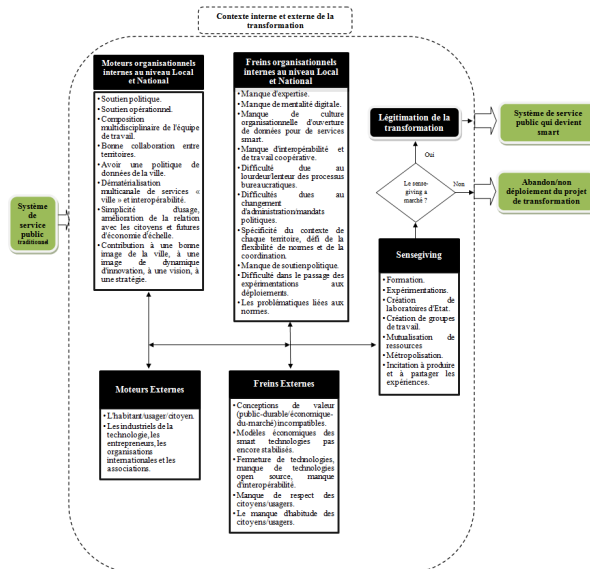 Contexte interne et externe de la
transformation
Système
de
service
public
traditionnel
Moteurs organisationnels
internes au niveau Local
et National
• Soutien politique.
• Soutien opérationnel.
• Composition
multidisciplinaire de l'équipe
de travail.
• Bonne collaboration entre
territoires.
• Avoir une politique de
données de la ville.
• Dématérialisation
multicanale de services «
ville » et interopérabilité.
• Simplicité d'usage,
amélioration de la relation
avec les citoyens et futures
d'économie d'échelle.
• Contribution à une bonne
image de la ville, à une
image de dynamique
d'innovation, à une vision, à
une stratégie.
Freins organisationnels
internes au niveau Local et
National
• Manque d'expertise.
• Manque de mentalité digitale.
• Manque de culture
organisationnelle d'ouverture
de données pour de services
smart.
• Manque d'interopérabilité et
de travail coopérative.
• Difficulté due au
lourdeur/lenteur des processus
bureaucratiques.
• Difficultés dues au
changement
d'administration/mandats
politiques.
• Spécificité du contexte de
chaque territoire, défi de la
flexibilité de normes et de la
coordination.
• Manque de soutien politique.
• Difficulté dans le passage des
expérimentations aux
déploiements.
• Les problématiques liées aux
normes.
Moteurs Externes
• L'habitant/usager/citoyen.
• Les industriels de la
technologie, les
entrepreneurs, les
organisations
internationales et les
associations.
Freins Externes
• Conceptions de valeur
(public-durable/économique-
du-marché) incompatibles.
• Modèles économiques des
smart technologies pas
encore stabilisés.
• Fermeture de technologies,
manque de technologies
open source, manque
d'interopérabilité.
• Manque de respect des
citoyens/usagers.
• Le manque d'habitude des
citoyens/usagers.
Légitimation de la
transformation
Oui
Le sense-
giving a
marché ?
Non
Sensegiving
• Formation.
• Expérimentations.
• Création de
laboratoires d'Etat.
• Création de groupes
de travail.
• Mutualisation de
ressources
• Métropolisation.
• Incitation à produire
et à partager les
expériences.
Système de service
public qui devient
smart
Abandon/non
déploiement du projet
de transformation